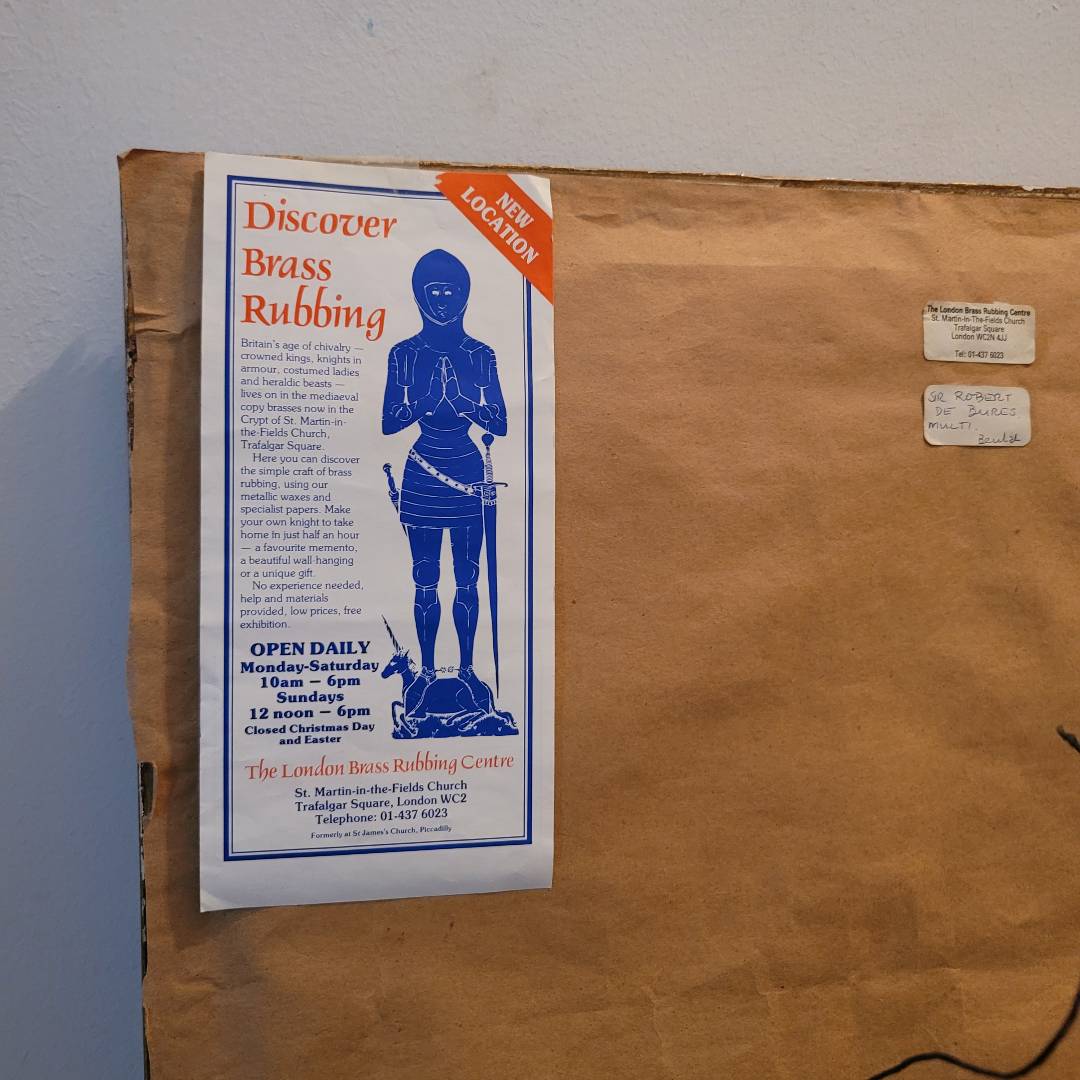 Discover
Brass
Rubbing
NEW
LOCATION
Britain's age of chivalry —
crowned kings, knights in
armour, costumed ladies
and heraldic beasts —
lives on in the mediaeval
copy brasses now in the
Crypt of St. Martin-in-
the-Fields Church,
Trafalgar Square.
Here you can discover
the simple craft of brass
rubbing, using our
metallic waxes and
specialist papers. Make
your own knight to take
home in just half an hour
— a favourite memento,
a beautiful wall-hanging
or a unique gift.
No experience needed,
help and materials
provided, low prices, free
exhibition.
OPEN DAILY
Monday-Saturday
10am — 6pm
Sundays
12 noon — 6pm
Closed Christmas Day
and Easter
The London Brass Rubbing Centre
St. Martin-in-the-Fields Church
Trafalgar Square, London WC2
Telephone: 01-437 6023
Formerly at St James's Church, Piccadilly
The London Brass Rubbing Centre
St. Martin-In-The-Fields Church
Trafalgar Square
London WC2N 4JJ
Tel: 01-437 6023
SIR ROBERT
DE BURES
MULTI.